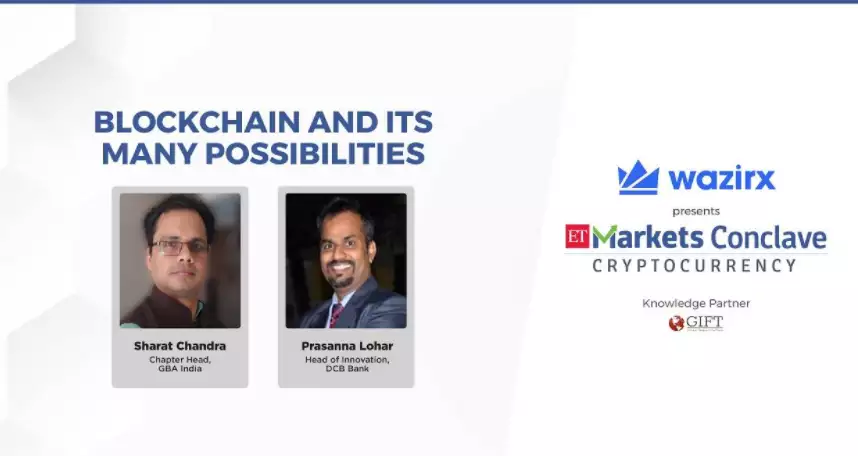 BLOCKCHAIN AND ITS
MANY POSSIBILITIES
Sharat Chandra
Chapter Head,
GBA India
Prasanna Lohar
Head of Innovation,
DCB Bank
wazirx
presents
ET Markets Conclave
CRYPTOCURRENCY
Knowledge Partner
GIFT